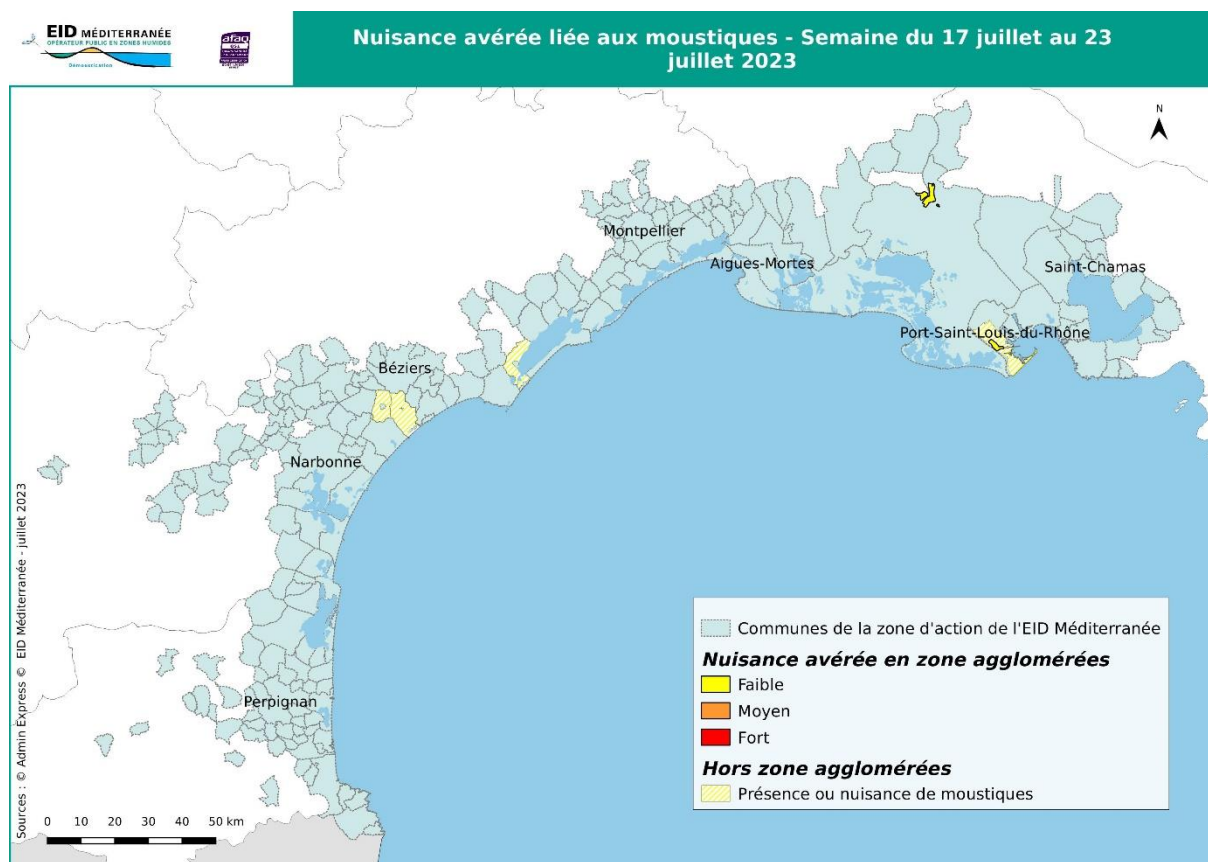 EID MÉDITERRANÉE
OPÉRATEUR PUBLIC EN ZONES HUMIDES
Démoustication
afaq
Nuisance avérée liée aux moustiques - Semaine du 17 juillet au 23
juillet 2023
N
Montpellier
Aigues-Mortes
Saint-Chamas
Port-Saint-Louis-du-Rhône
Béziers
Narbonne
Perpignan
Communes de la zone d'action de l'EID Méditerranée
Nuisance avérée en zone agglomérées
Faible
Moyen
Fort
Hors zone agglomérées
Présence ou nuisance de moustiques
0 10 20 30 40 50 km
Sources : © Admin Express © EID Méditerranée - juillet 2023